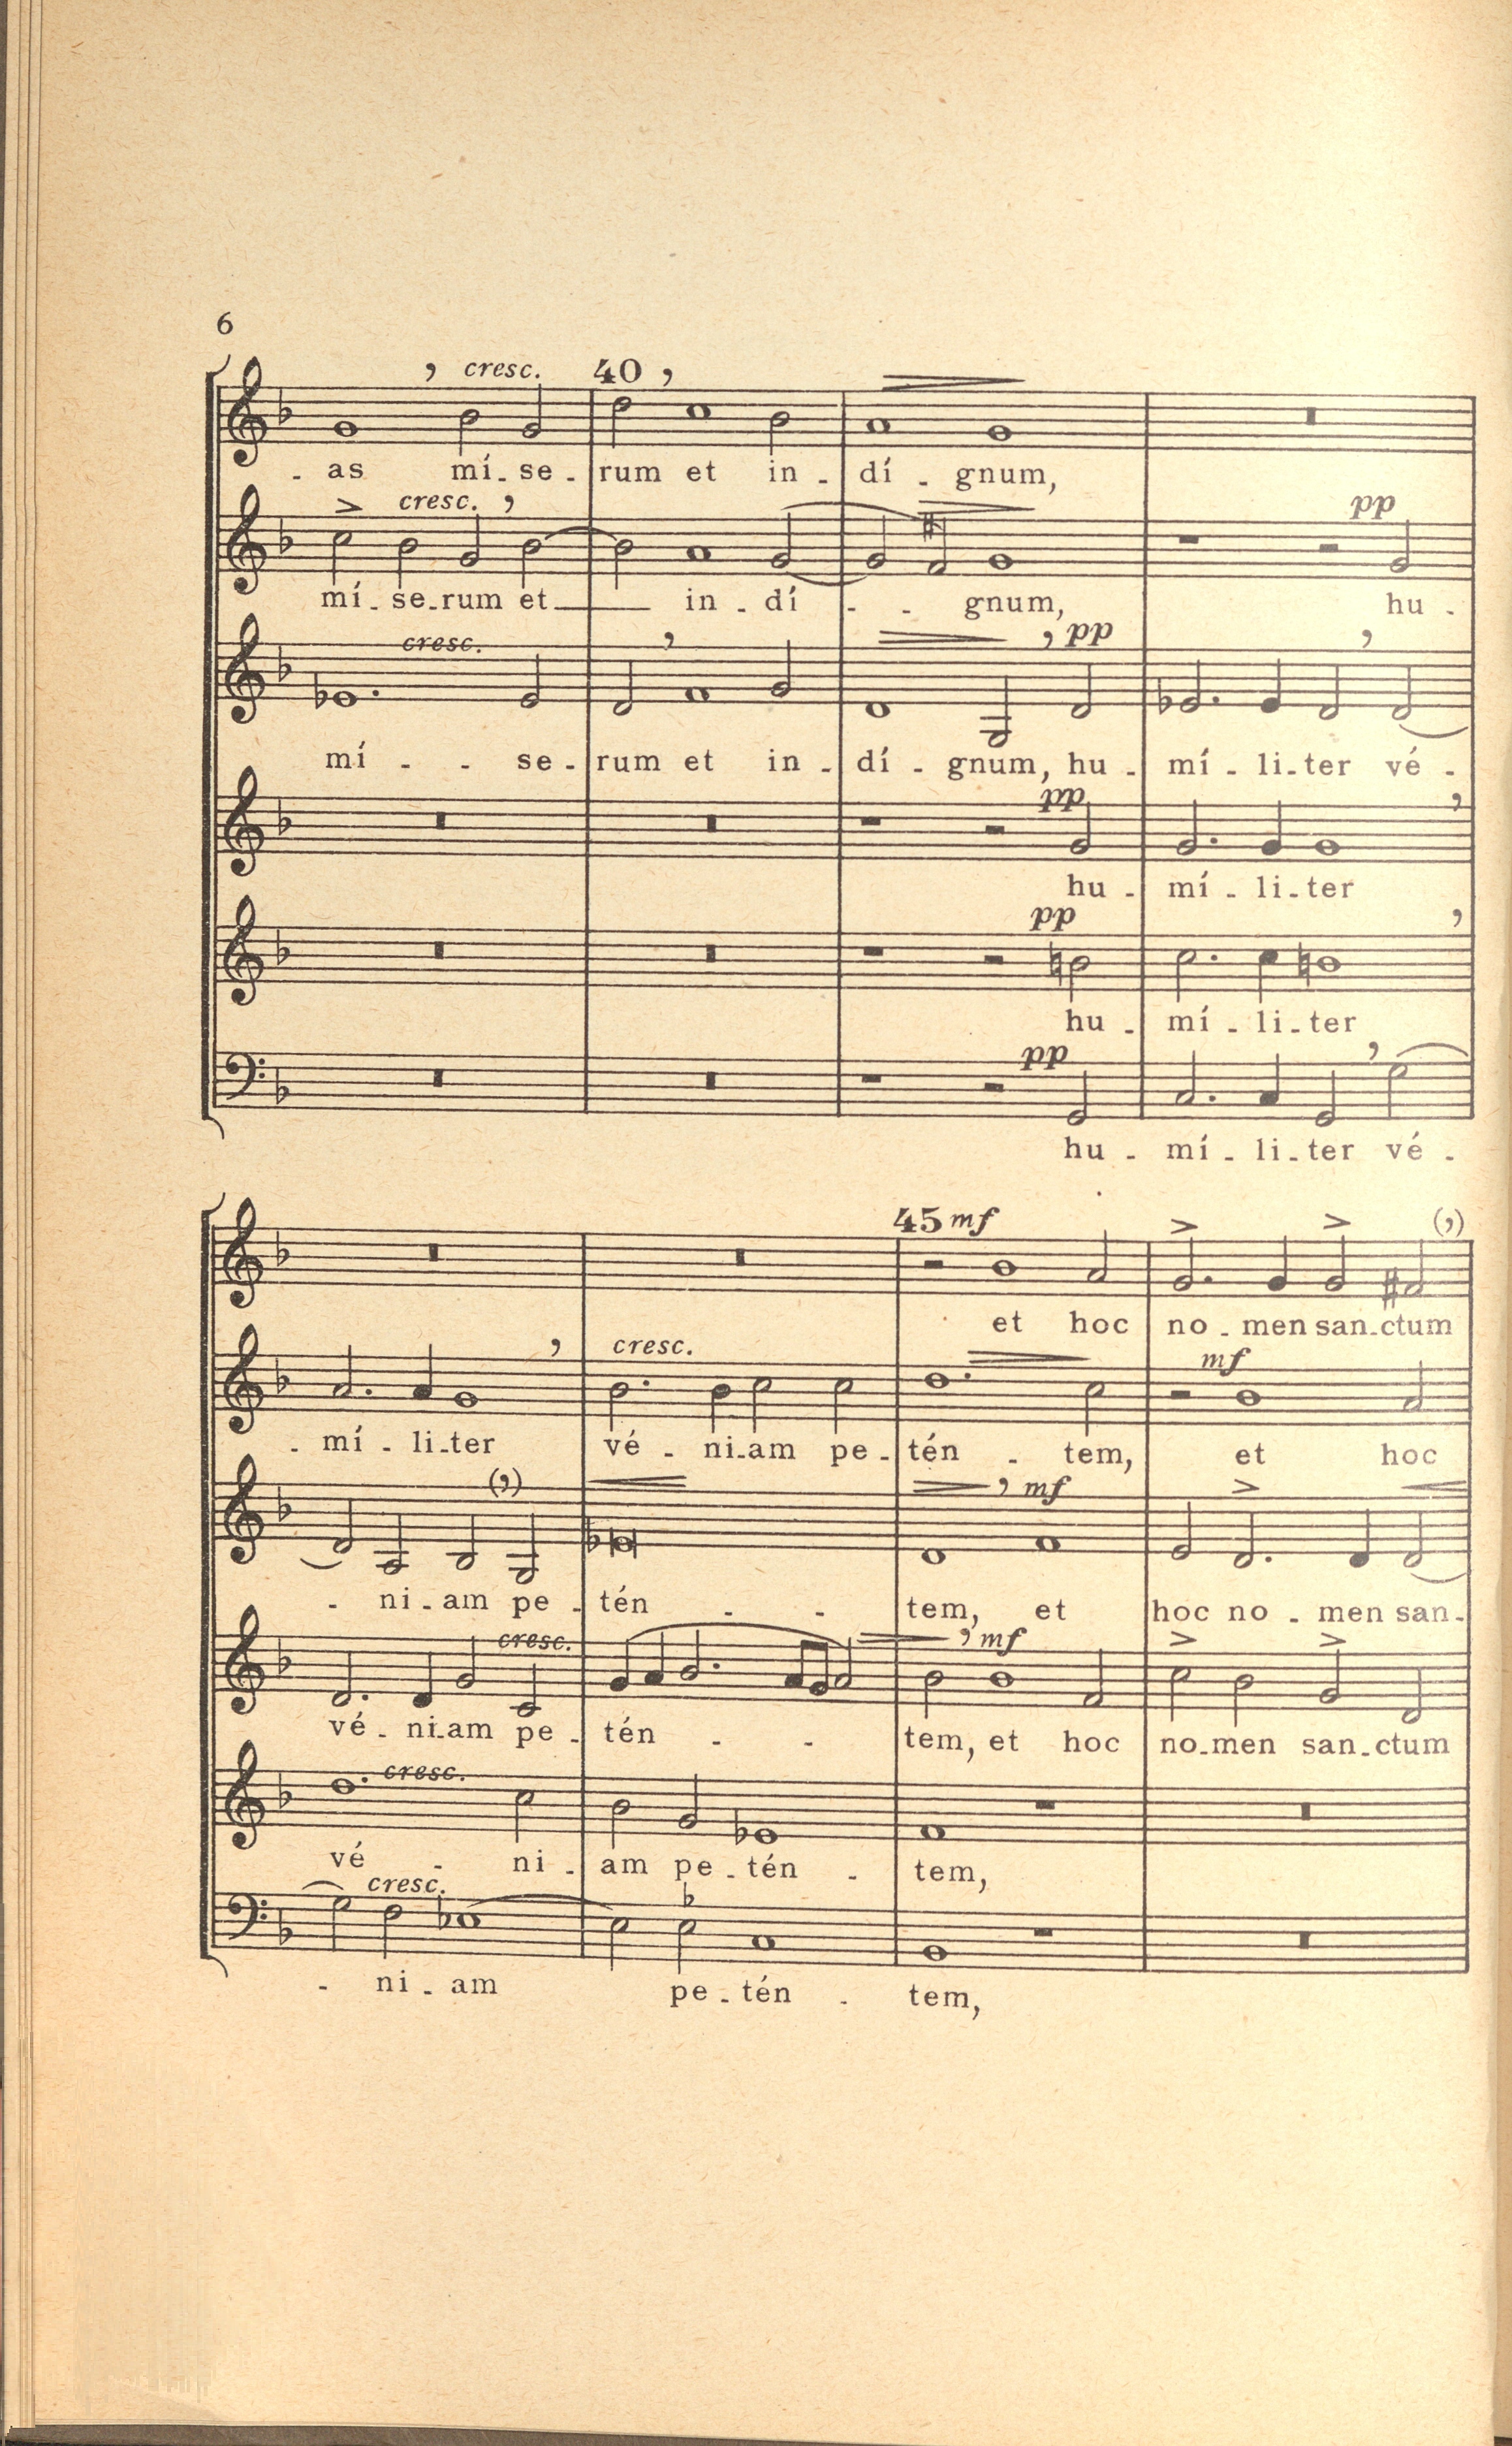 6
cresc. 40
- as mí - se - rum et in - dí - gnum,
cresc. pp
mí - se - rum et in - dí - - gnum, hu -
cresc. pp
mí - - se - rum et in - dí - gnum, hu - mí - li - ter vé -
pp
hu - mí - li - ter
pp
hu - mí - li - ter
pp
hu - mí - li - ter vé -
45 mf
et hoc no - men san - ctum
cresc. mf
- mí - li - ter vé - ni - am pe - tén - tem, et hoc
mf
- ni - am pe - tén - - tem, et hoc no - men san -
cresc. mf
vé - ni - am pe - tén - - tem, et hoc no - men san - ctum
cresc.
vé - ni - am pe - tén - tem,
cresc.
- ni - am pe - tén - tem,